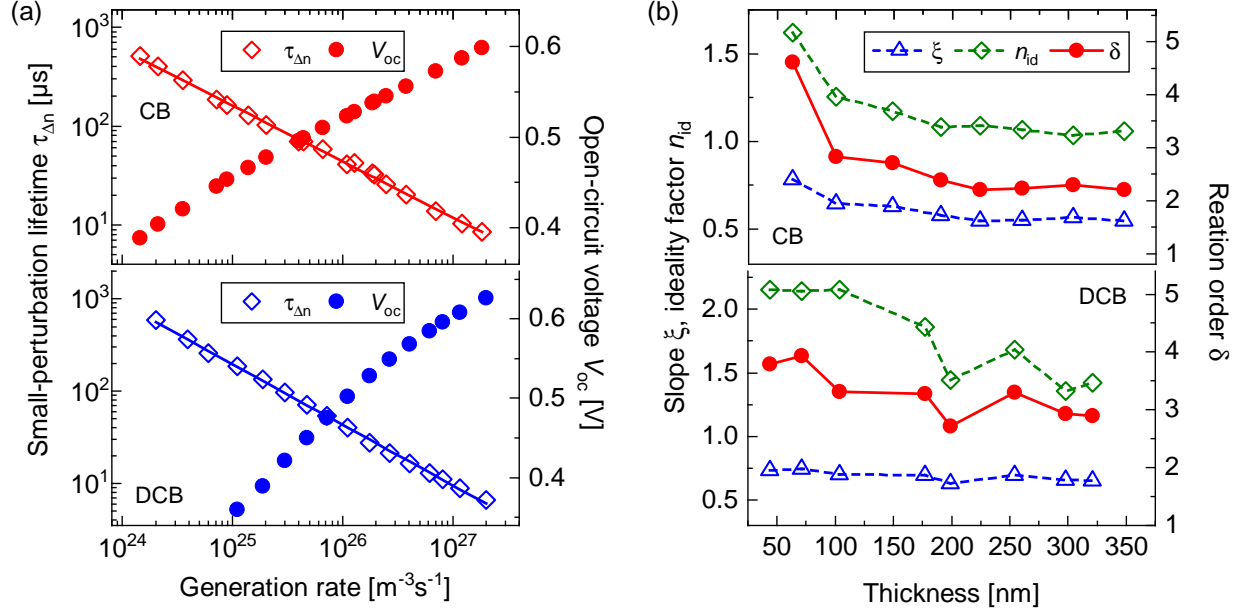 (a)
Small-perturbation lifetime τΔn [µs]
10³
10²
10¹
τΔn Voc
CB
0.6
0.5
0.4
Open-circuit voltage Voc [V]
10³
10²
10¹
τΔn Voc
DCB
0.6
0.5
0.4
10²⁴ 10²⁵ 10²⁶ 10²⁷
Generation rate [m⁻³s⁻¹]
(b)
Slope ξ, ideality factor nid
1.5
1.0
0.5
ξ nid δ
CB
5
4
3
2
1
Reation order δ
2.0
1.5
1.0
0.5
DCB
5
4
3
2
1
50 100 150 200 250 300 350
Thickness [nm]